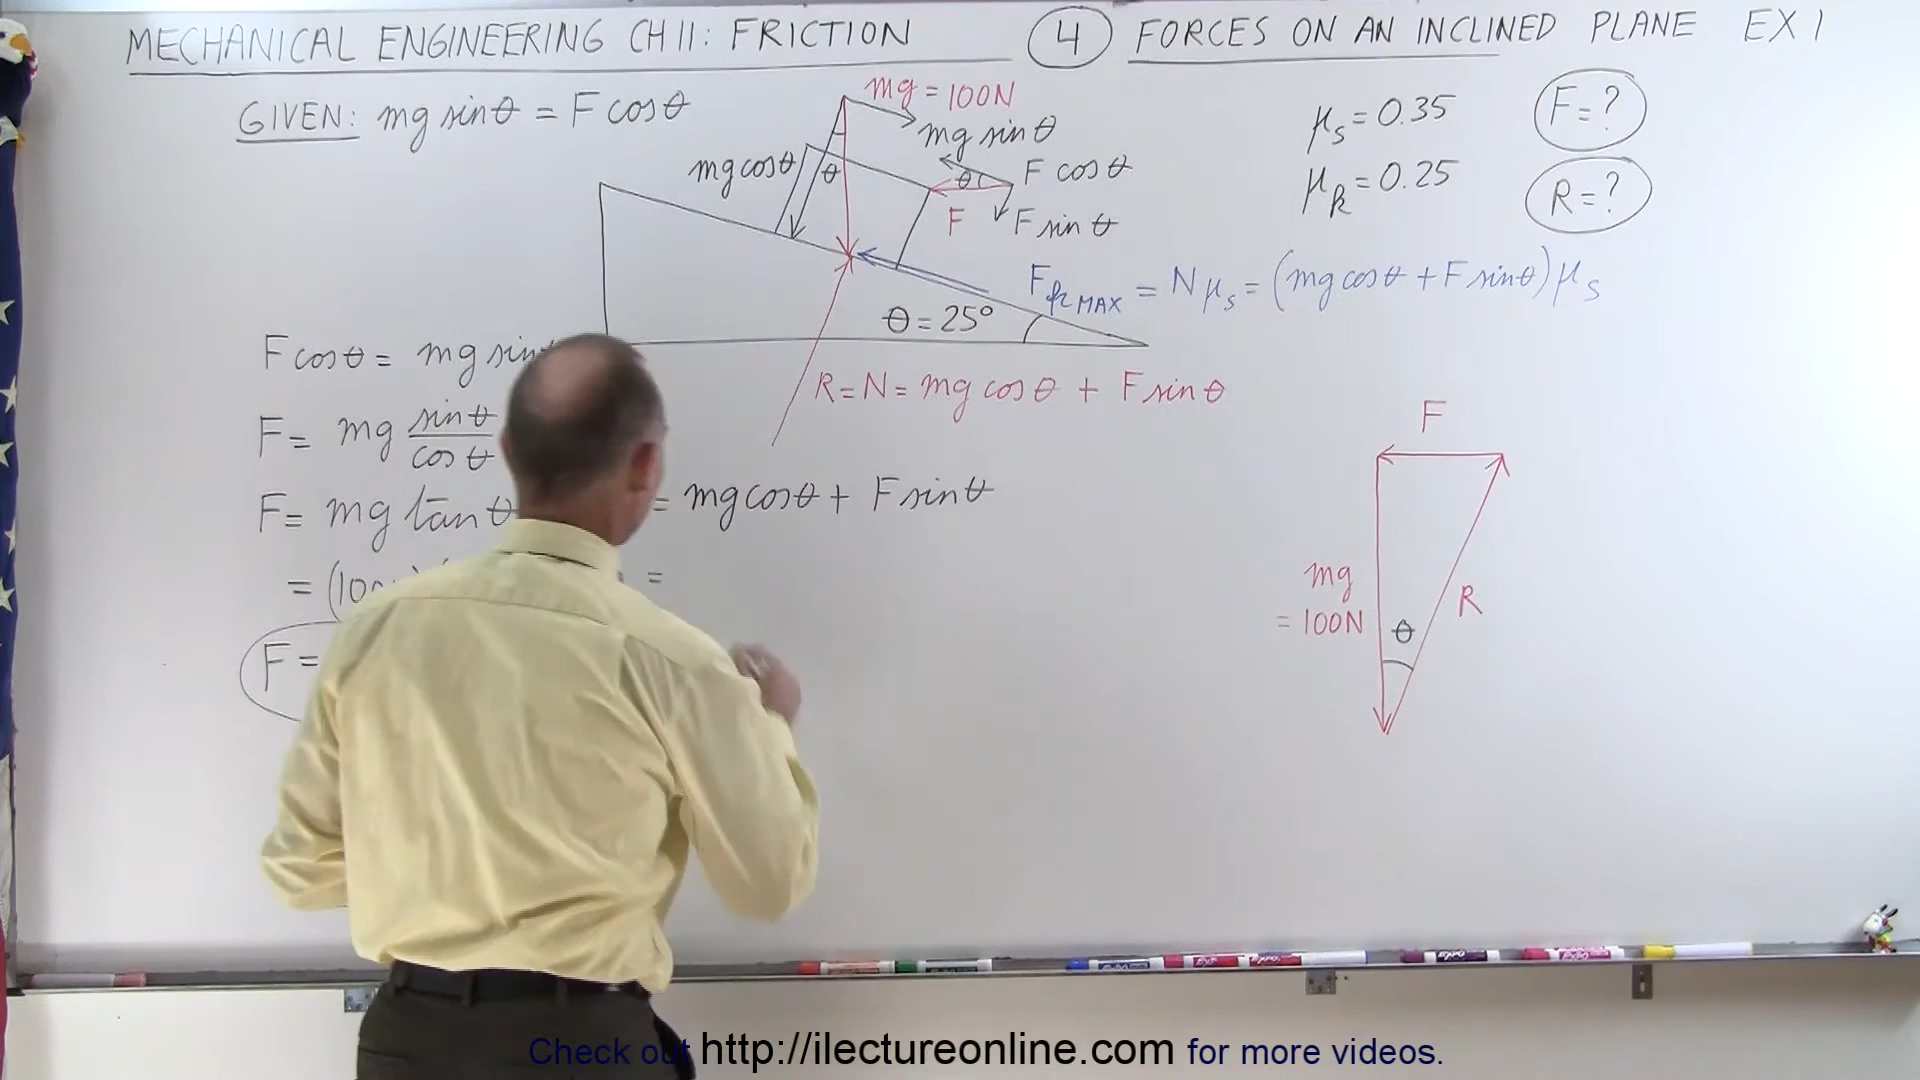 MECHANICAL ENGINEERING CH 11: FRICTION
4 FORCES ON AN INCLINED PLANE EX 1
GIVEN: mg sin θ = F cos θ
mg = 100N
mg sin θ
mg cos θ
θ
θ
F cos θ
F
F sin θ
μs = 0.35
F = ?
μk = 0.25
R = ?
Ffr MAX = N μs = (mg cos θ + F sin θ) μs
θ = 25°
R = N = mg cos θ + F sin θ
F cos θ = mg sin
F = mg sin θ / cos θ
F = mg tan θ
= mg cos θ + F sin θ
= (100
=
F =
F
mg
= 100N
θ
R
Check out http://ilectureonline.com for more videos.